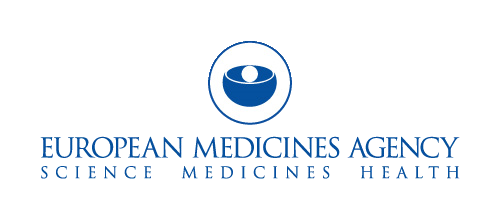 EUROPEAN MEDICINES AGENCY
SCIENCE MEDICINES HEALTH